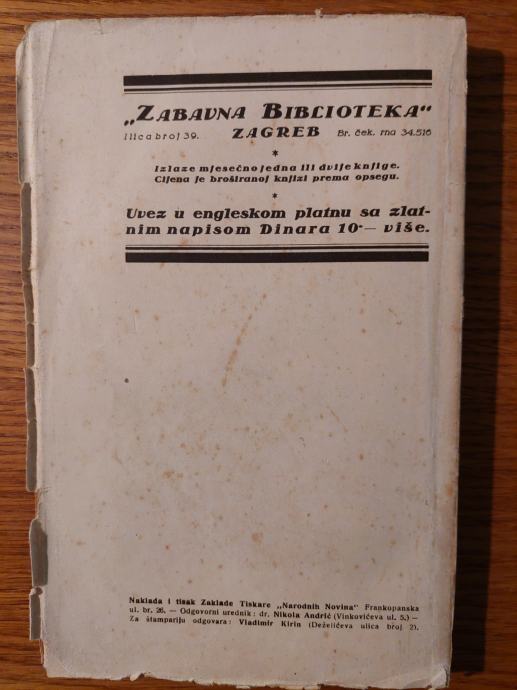 „ZABAVNA BIBLIOTEKA“
Ilica broj 39. ZAGREB Br. ček. rna 34.516
*
Izlaze mjesečno jedna ili dvije knjige.
Cijena je broširanoj knjizi prema opsegu.
*
Uvez u engleskom platnu sa zlat-
nim napisom Dinara 10·— više.
Naklada i tisak Zaklade Tiskare „Narodnih Novina“ Frankopanska
ul. br. 26. — Odgovorni urednik: dr. Nikola Andrić (Vinkovićeva ul. 5.) —
Za štampariju odgovara: Vladimir Kirin (Deželićeva ulica broj 2).